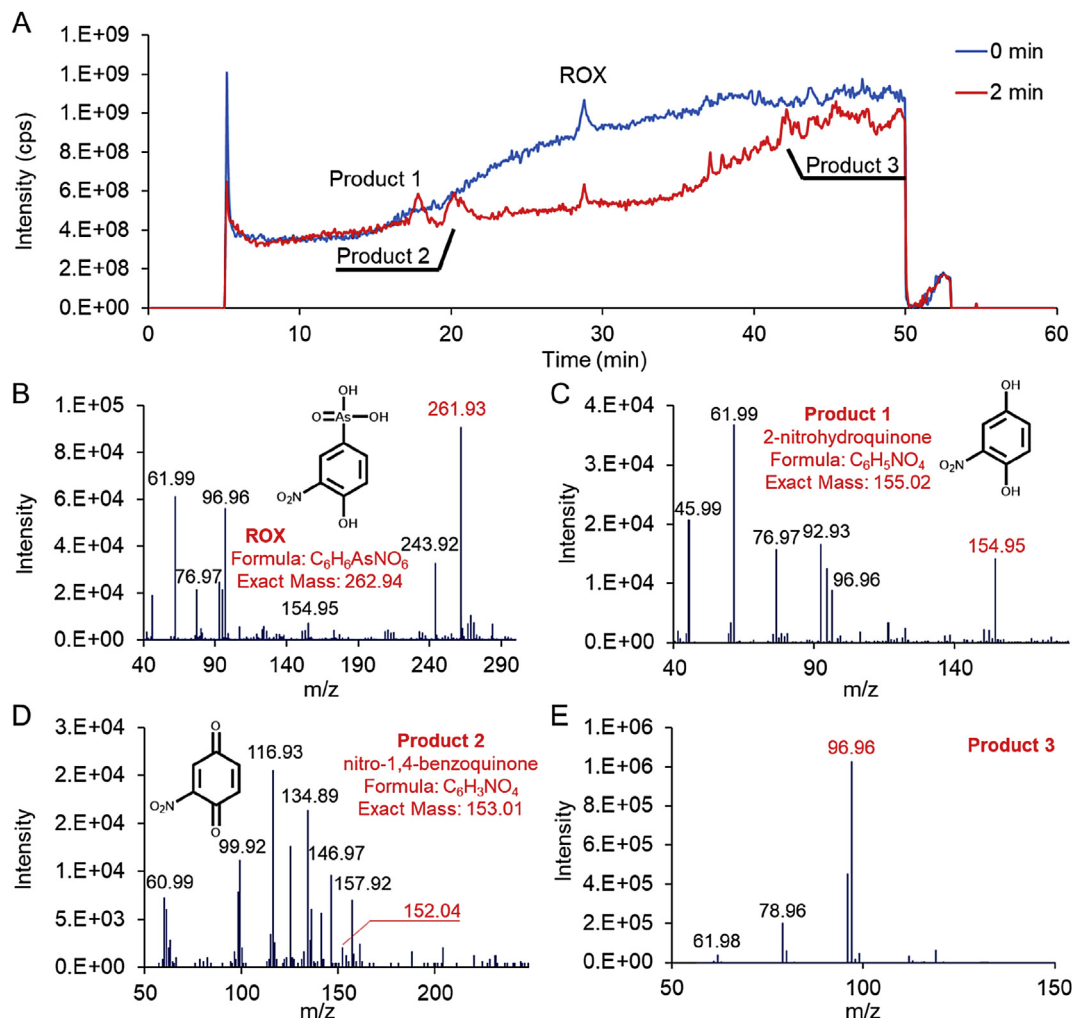 A
Intensity (cps)
1.E+09
1.E+09
1.E+09
8.E+08
6.E+08
4.E+08
2.E+08
0.E+00
0 min
2 min
ROX
Product 1
Product 2
Product 3
0 10 20 30 40 50 60
Time (min)
B
Intensity
1.E+05
8.E+04
6.E+04
4.E+04
2.E+04
0.E+00
OH
O=As-OH
O₂N
OH
261.93
61.99
96.96
243.92
76.97
154.95
ROX
Formula: C₆H₆AsNO₆
Exact Mass: 262.94
40 90 140 190 240 290
m/z
C
Intensity
4.E+04
3.E+04
2.E+04
1.E+04
0.E+00
61.99
45.99
76.97
92.93
96.96
154.95
Product 1
2-nitrohydroquinone
Formula: C₆H₅NO₄
Exact Mass: 155.02
OH
O₂N
OH
40 90 140
m/z
D
Intensity
3.E+04
2.E+04
2.E+04
1.E+04
5.E+03
0.E+00
O
O₂N
O
116.93
134.89
99.92
146.97
60.99
157.92
152.04
Product 2
nitro-1,4-benzoquinone
Formula: C₆H₃NO₄
Exact Mass: 153.01
50 100 150 200
m/z
E
Intensity
1.E+06
1.E+06
8.E+05
6.E+05
4.E+05
2.E+05
0.E+00
96.96
78.96
61.98
Product 3
50 100 150
m/z